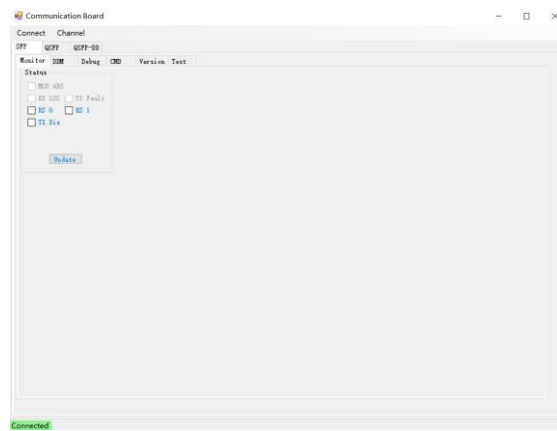 Communication Board
Connect Channel
SFP QSFP QSFP-DD
Monitor DDM Debug CMD Version Test
Status
MOD ABS
RX LOS TX Fault
RS 0 RS 1
TX Dis
Update
Connected